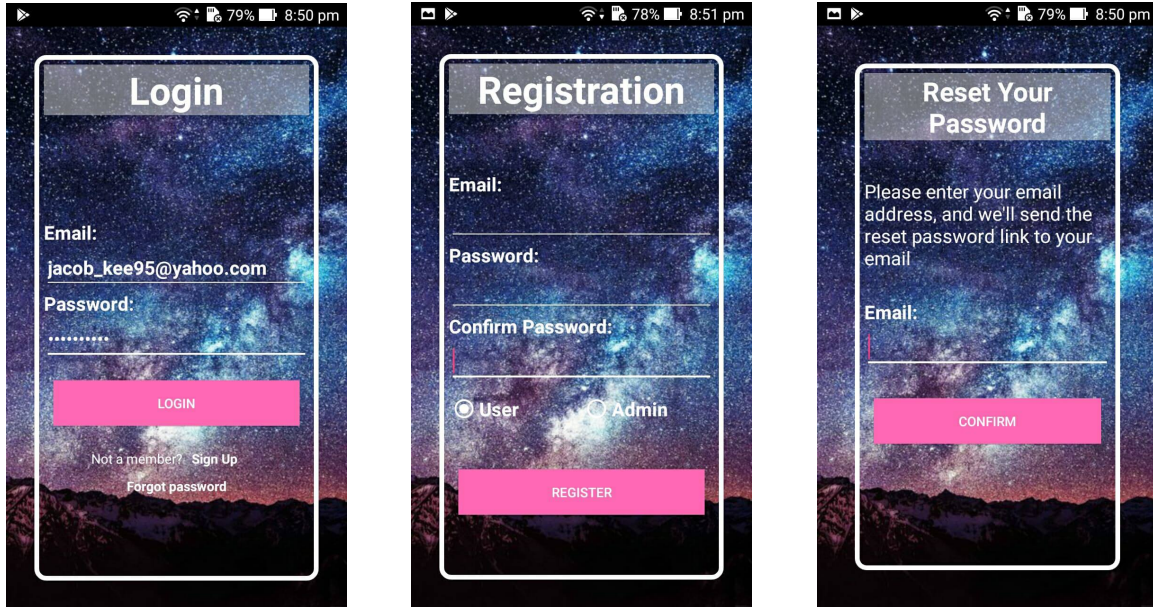 79% 8:50 pm
Login
Email:
jacob_kee95@yahoo.com
Password:
••••••••••
LOGIN
Not a member? Sign Up
Forgot password
78% 8:51 pm
Registration
Email:
Password:
Confirm Password:
User Admin
REGISTER
79% 8:50 pm
Reset Your
Password
Please enter your email
address, and we'll send the
reset password link to your
email
Email:
CONFIRM